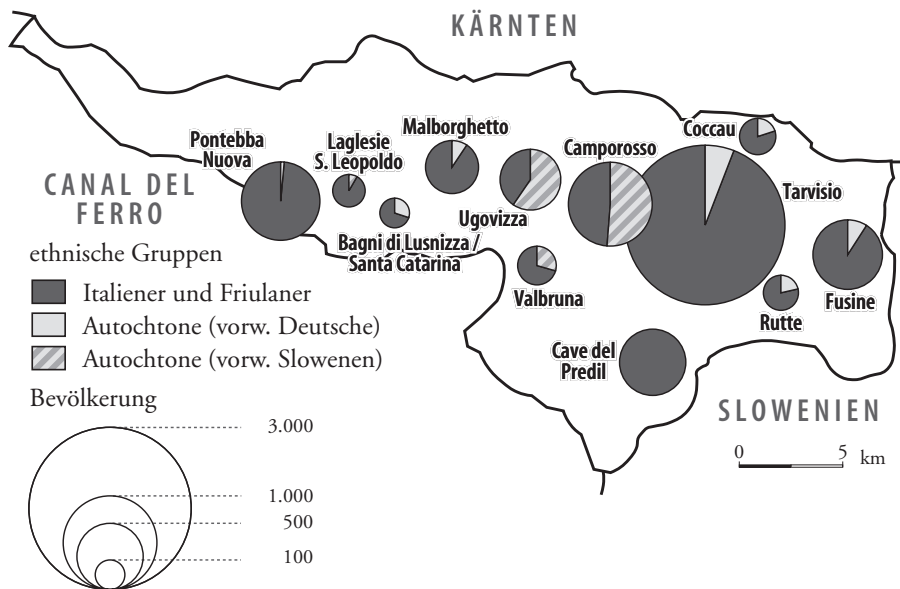 KÄRNTEN
Coccau
Malborghetto
Laglesie
S. Leopoldo
Pontebba
Nuova
Camporosso
Tarvisio
CANAL DEL
FERRO
Ugovizza
Bagni di Lusnizza /
Santa Catarina
ethnische Gruppen
Italiener und Friulaner
Autochtone (vorw. Deutsche)
Autochtone (vorw. Slowenen)
Valbruna
Rutte
Fusine
Cave del
Predil
SLOWENIEN
0 5 km
Bevölkerung
3.000
1.000
500
100